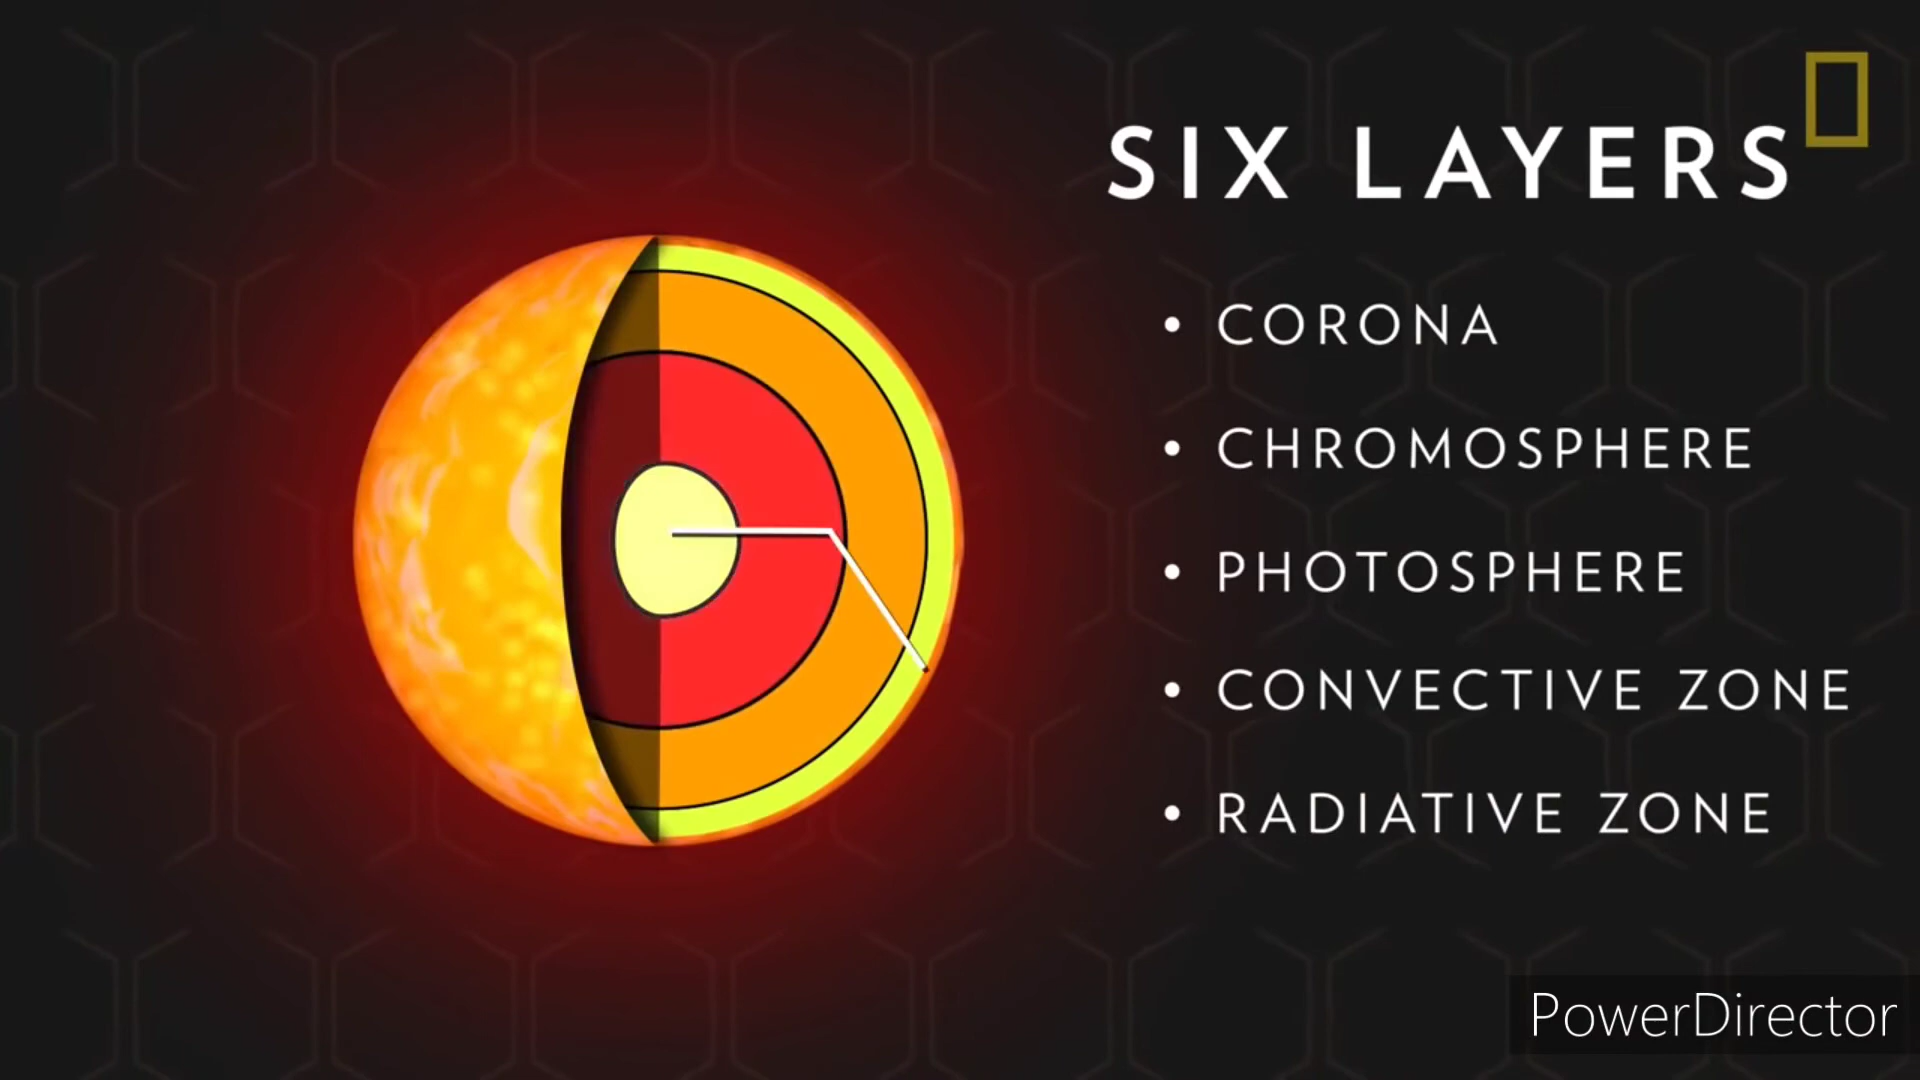 SIX LAYERS
• CORONA
• CHROMOSPHERE
• PHOTOSPHERE
• CONVECTIVE ZONE
• RADIATIVE ZONE
PowerDirector